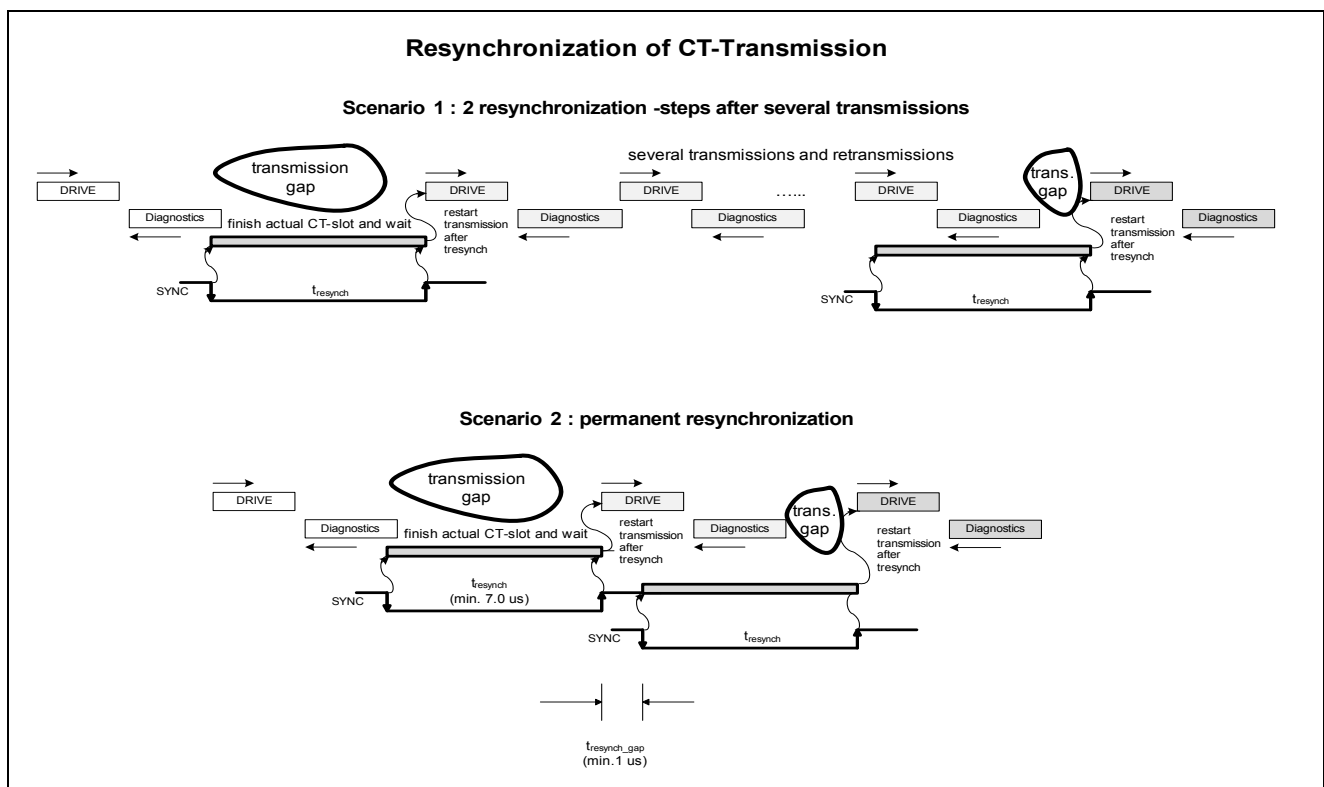 Resynchronization of CT-Transmission
Scenario 1 : 2 resynchronization -steps after several transmissions
transmission
gap
several transmissions and retransmissions
trans.
gap
DRIVE
DRIVE
DRIVE
......
DRIVE
DRIVE
Diagnostics
finish actual CT-slot and wait
restart
transmission
after
tresynch
Diagnostics
Diagnostics
Diagnostics
restart
transmission
after
tresynch
Diagnostics
SYNC
tresynch
SYNC
tresynch
Scenario 2 : permanent resynchronization
transmission
gap
trans.
gap
DRIVE
DRIVE
DRIVE
Diagnostics
finish actual CT-slot and wait
restart
transmission
after
tresynch
Diagnostics
restart
transmission
after
tresynch
Diagnostics
SYNC
tresynch
(min. 7.0 us)
SYNC
tresynch
tresynch_gap
(min.1 us)